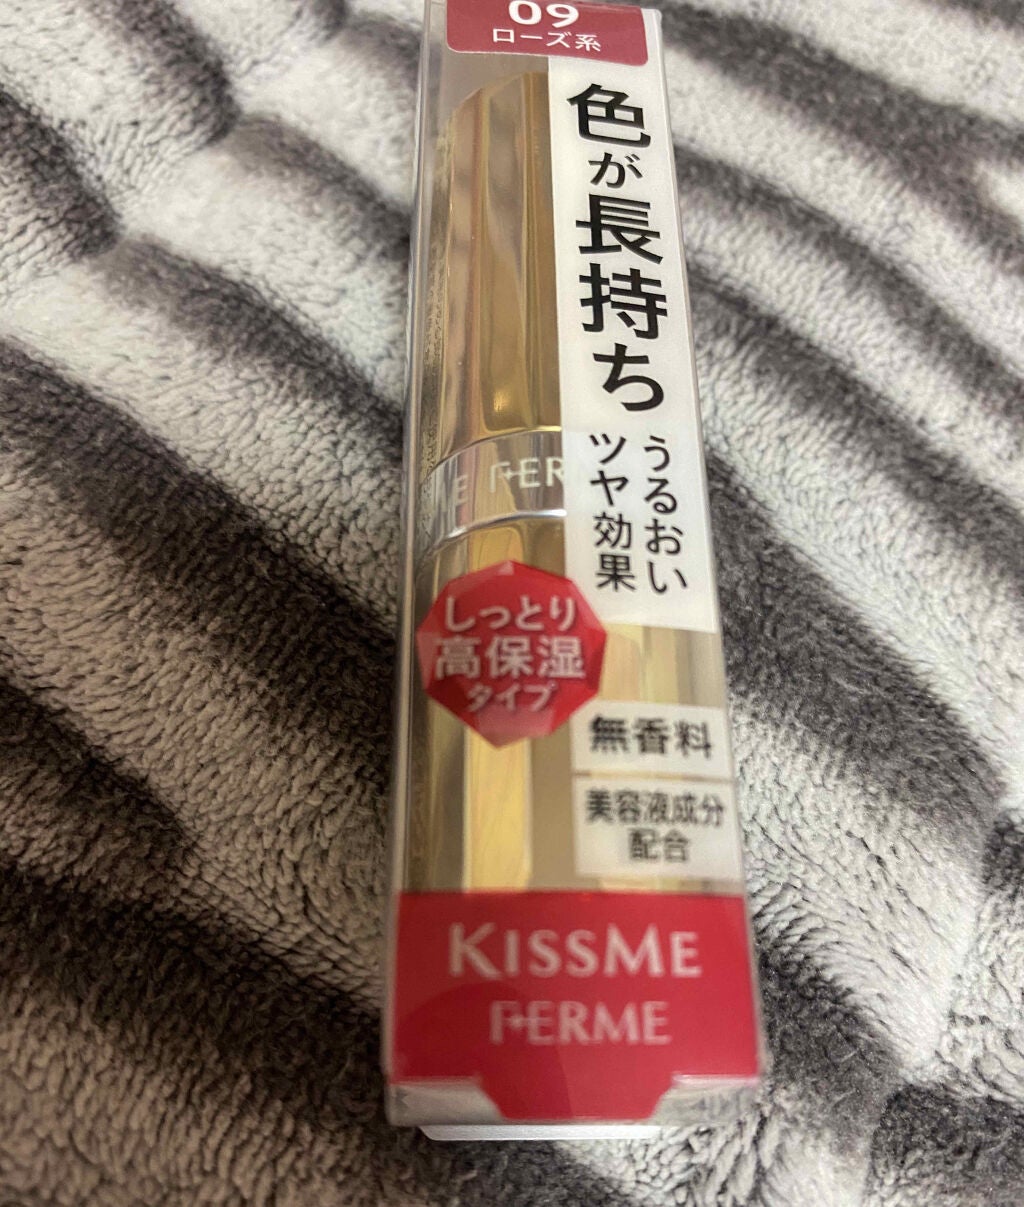 09
ローズ系
色が長持ち
うるおい
ツヤ効果
ME FER
しっとり
高保湿
タイプ
無香料
美容液成分
配合
KISSME
FERME